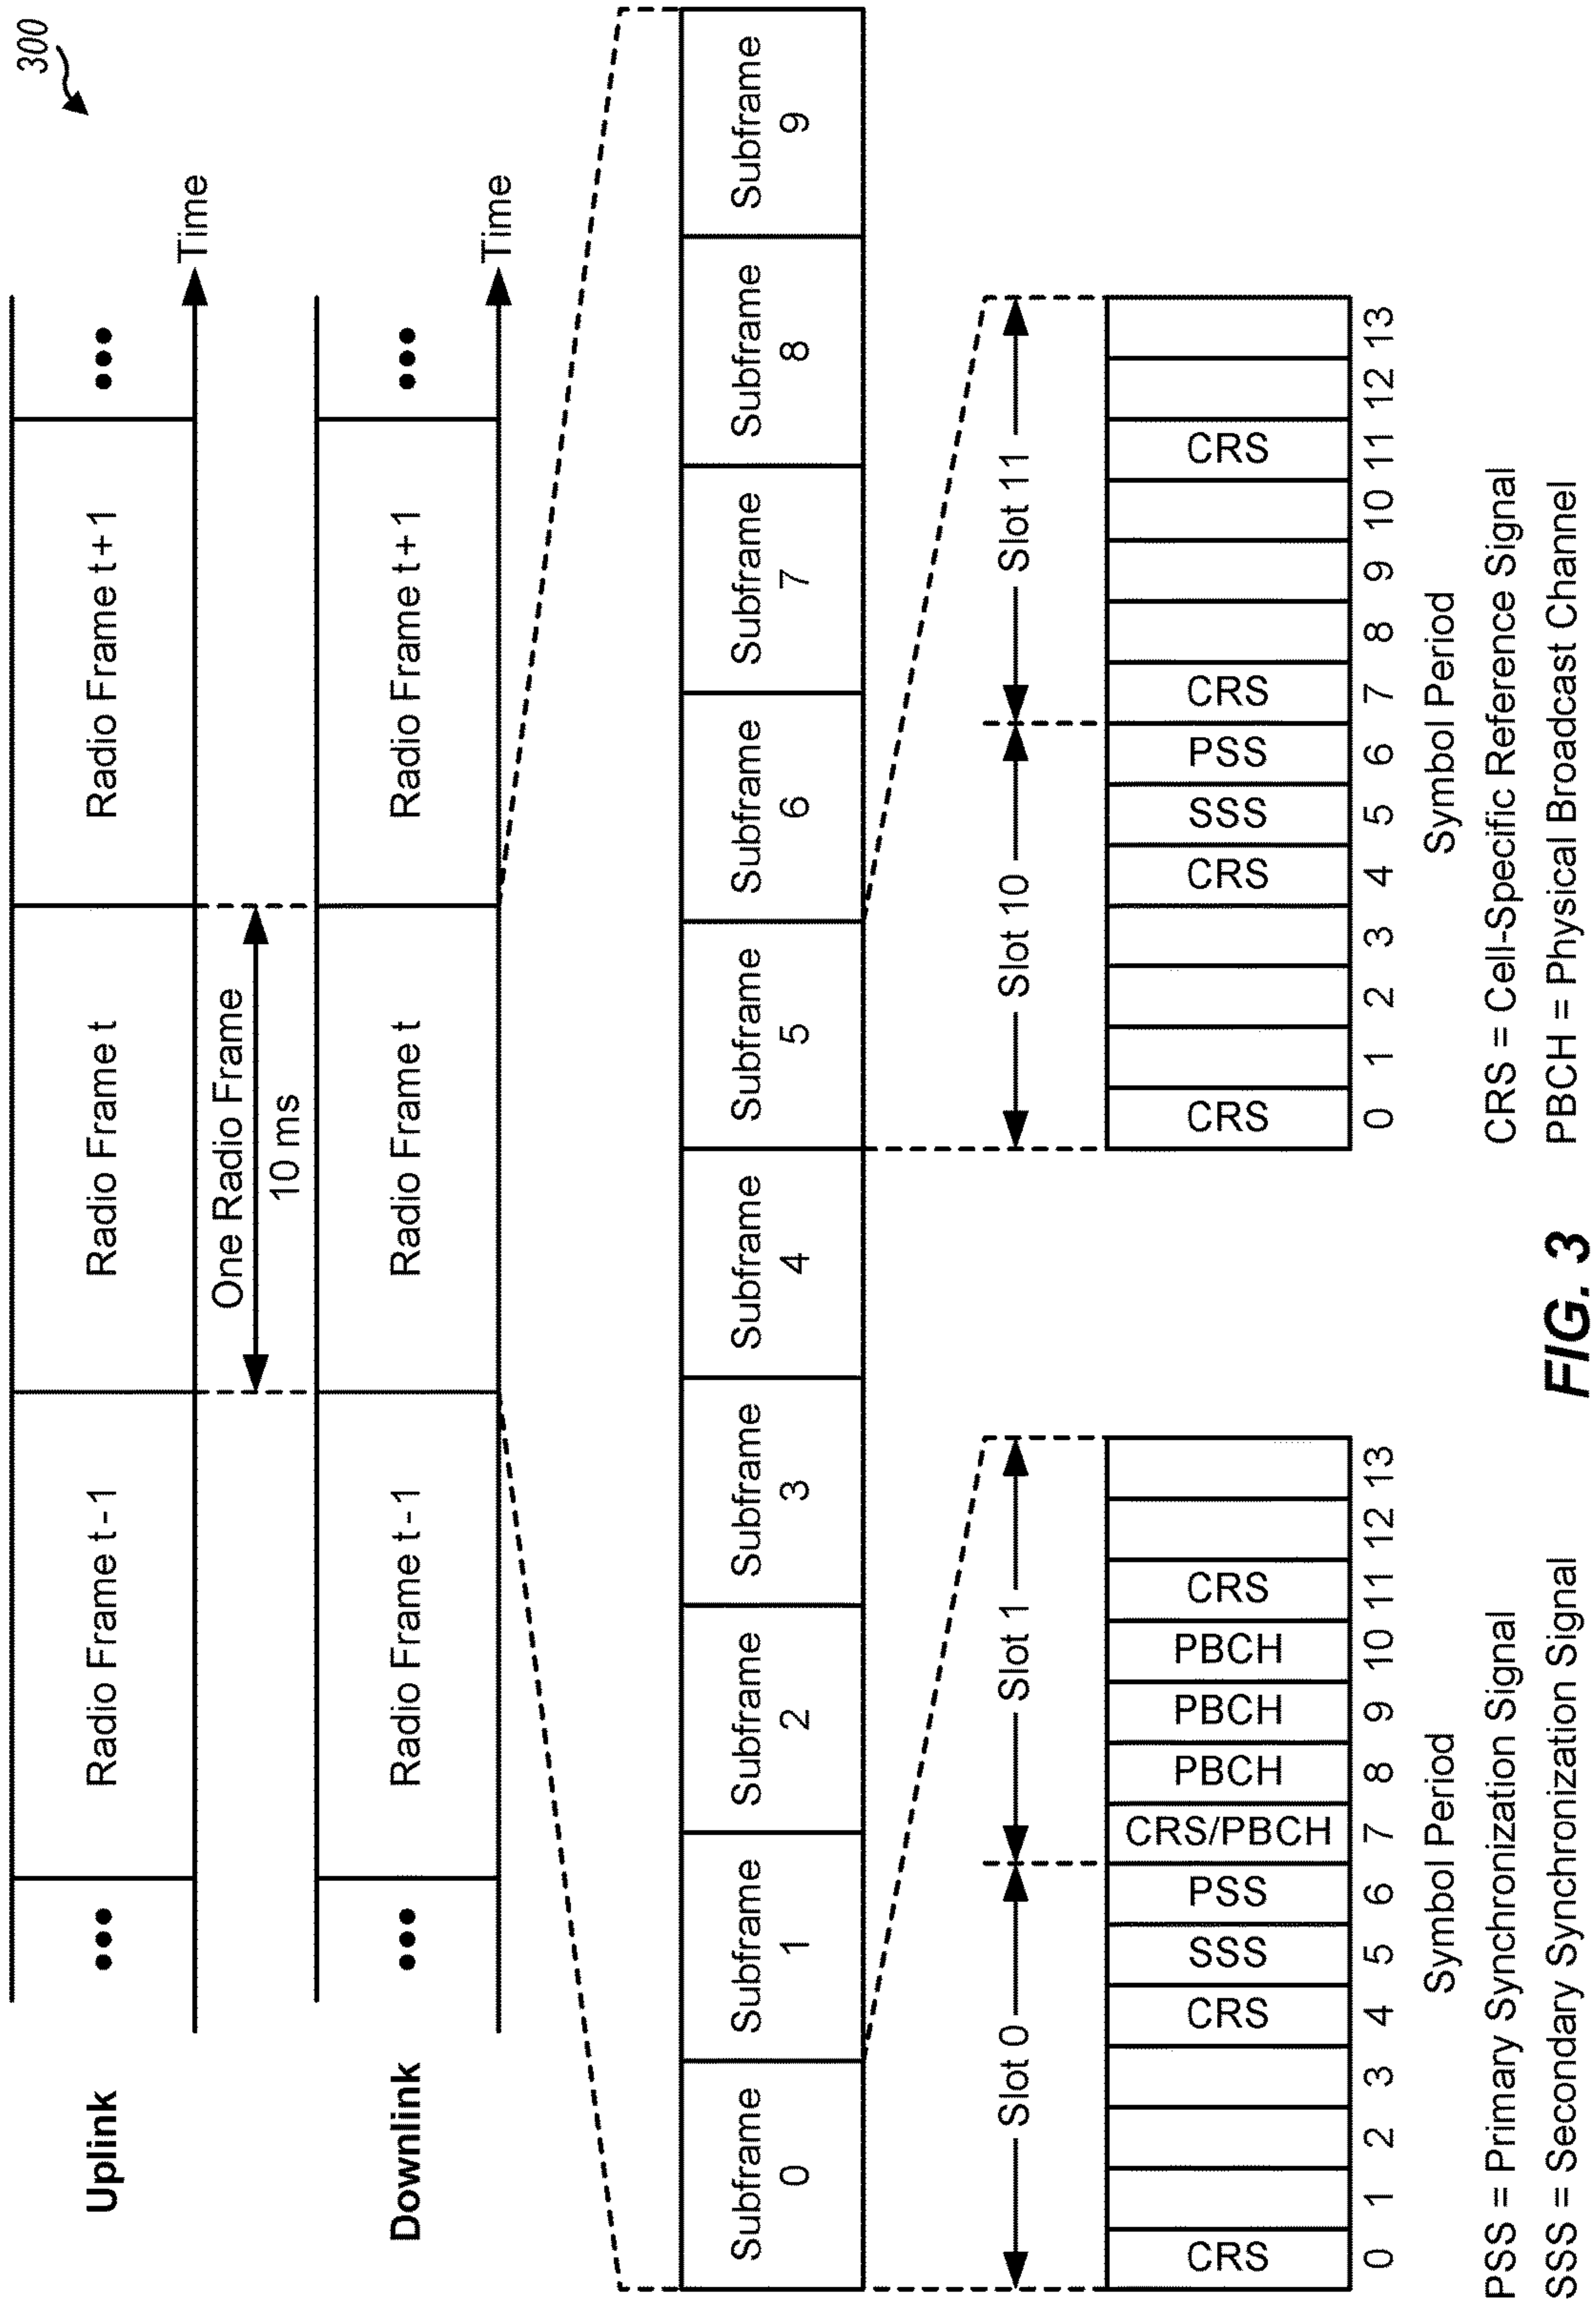 300
Uplink
•••
Radio Frame t-1
Radio Frame t
Radio Frame t+1
•••
Time
One Radio Frame
10 ms
Downlink
•••
Radio Frame t-1
Radio Frame t
Radio Frame t+1
•••
Time
Subframe
0
Subframe
1
Subframe
2
Subframe
3
Subframe
4
Subframe
5
Subframe
6
Subframe
7
Subframe
8
Subframe
9
Slot 0
Slot 1
CRS
CRS
SSS
PSS
CRS/PBCH
PBCH
PBCH
PBCH
CRS
0 1 2 3 4 5 6 7 8 9 10 11 12 13
Symbol Period
Slot 10
Slot 11
CRS
CRS
SSS
PSS
CRS
CRS
0 1 2 3 4 5 6 7 8 9 10 11 12 13
Symbol Period
PSS = Primary Synchronization Signal
SSS = Secondary Synchronization Signal
CRS = Cell-Specific Reference Signal
PBCH = Physical Broadcast Channel
FIG. 3